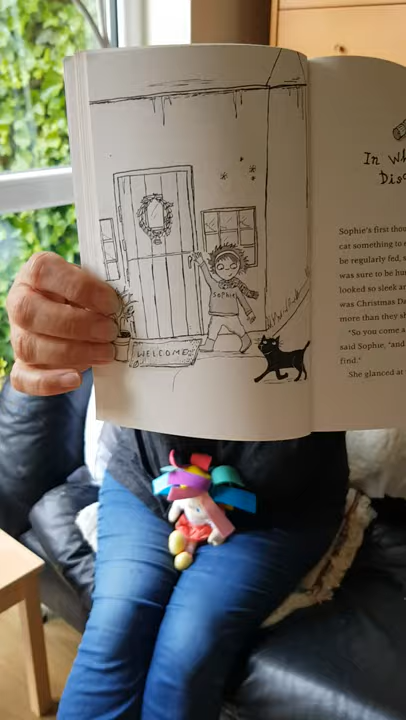 SOPHIE
WELCOME
In Wh
Disc
Sophie's first thou
cat something to e
be regularly fed, s
was sure to be hun
looked so sleek an
was Christmas Da
more than they sh
"So you come a
said Sophie, "and
find."
She glanced at